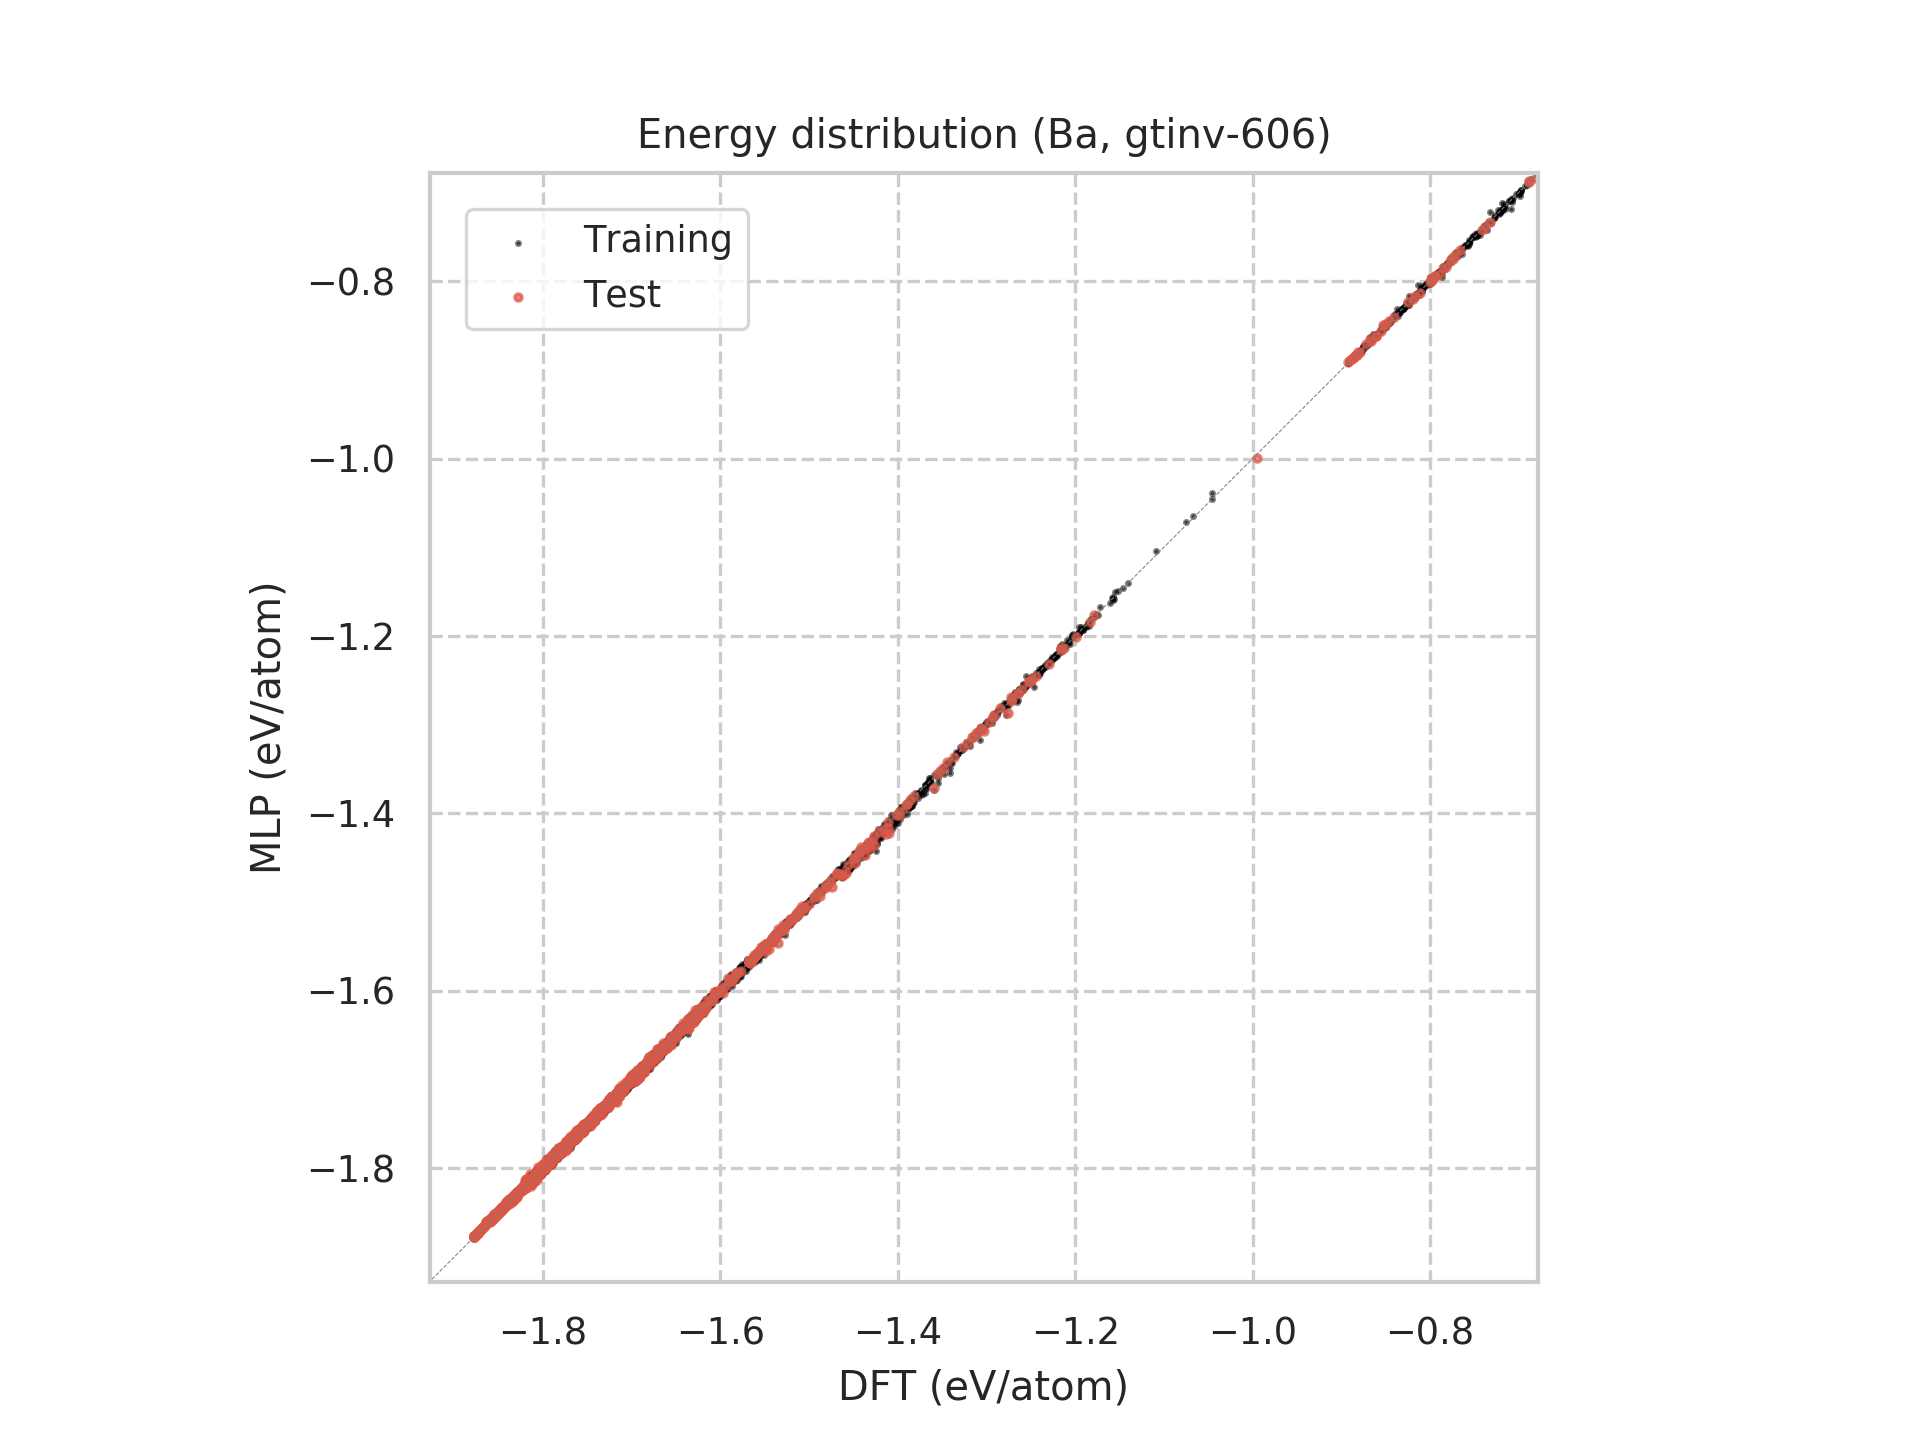 Energy distribution (Ba, gtinv-606)
Training
Test
MLP (eV/atom)
−0.8
−1.0
−1.2
−1.4
−1.6
−1.8
−1.8 −1.6 −1.4 −1.2 −1.0 −0.8
DFT (eV/atom)